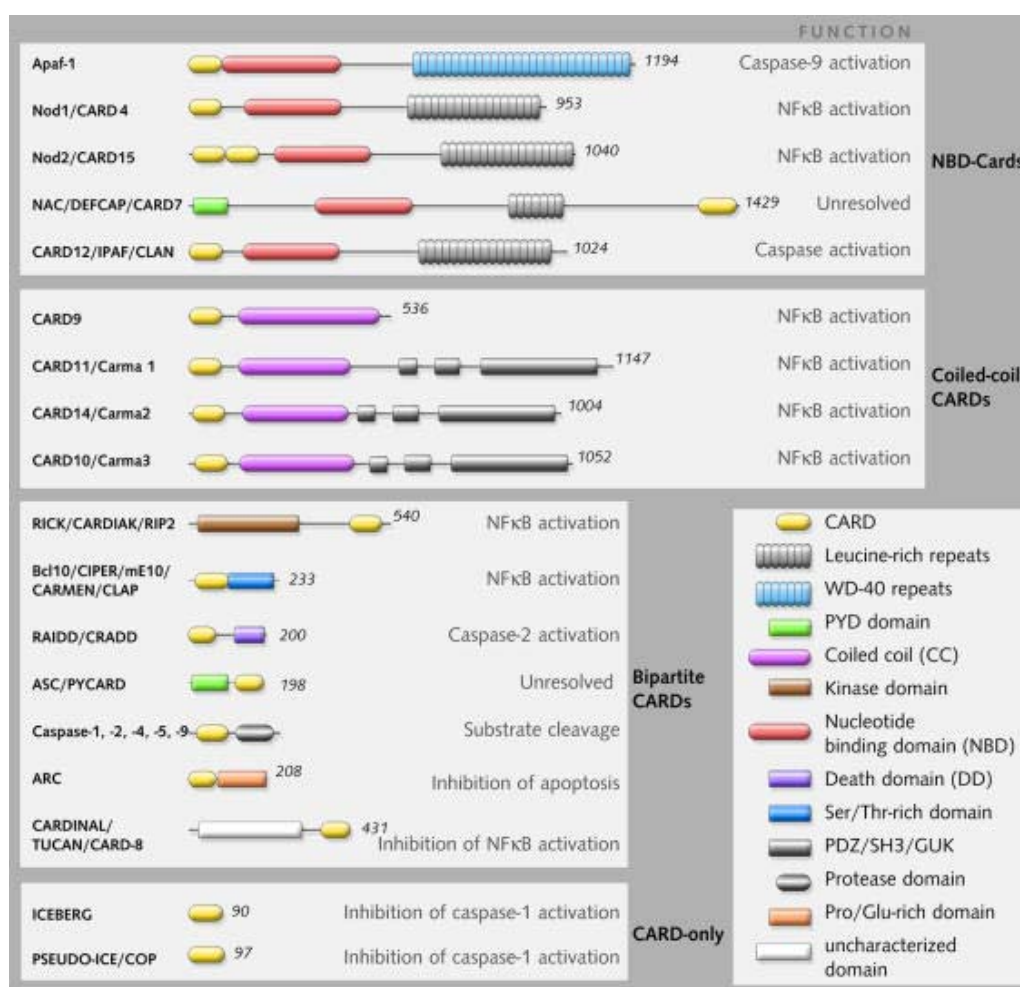 FUNCTION
Apaf-1 1194 Caspase-9 activation
Nod1/CARD 4 953 NFκB activation
Nod2/CARD15 1040 NFκB activation
NBD-Cards
NAC/DEFCAP/CARD7 1429 Unresolved
CARD12/IPAF/CLAN 1024 Caspase activation
CARD9 536 NFκB activation
CARD11/Carma 1 1147 NFκB activation
Coiled-coil
CARDs
CARD14/Carma2 1004 NFκB activation
CARD10/Carma3 1052 NFκB activation
RICK/CARDIAK/RIP2 540 NFκB activation
Bcl10/CIPER/mE10/
CARMEN/CLAP 233 NFκB activation
RAIDD/CRADD 200 Caspase-2 activation
ASC/PYCARD 198 Unresolved
Bipartite
CARDs
Caspase-1, -2, -4, -5, -9 Substrate cleavage
ARC 208 Inhibition of apoptosis
CARDINAL/
TUCAN/CARD-8 431 Inhibition of NFκB activation
ICEBERG 90 Inhibition of caspase-1 activation
CARD-only
PSEUDO-ICE/COP 97 Inhibition of caspase-1 activation
CARD
Leucine-rich repeats
WD-40 repeats
PYD domain
Coiled coil (CC)
Kinase domain
Nucleotide
binding domain (NBD)
Death domain (DD)
Ser/Thr-rich domain
PDZ/SH3/GUK
Protease domain
Pro/Glu-rich domain
uncharacterized
domain